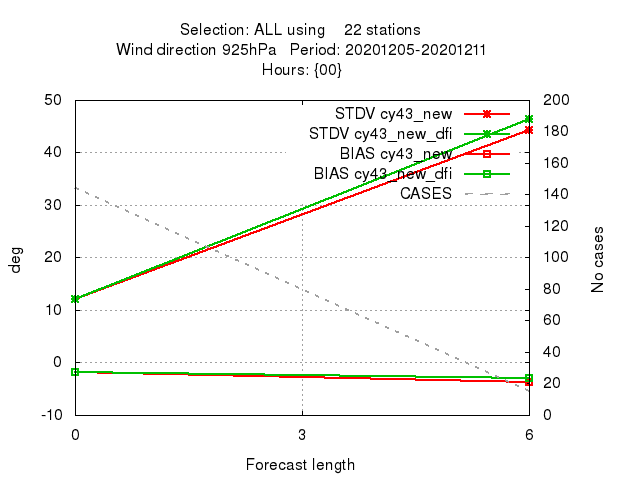 Selection: ALL using 22 stations
Wind direction 925hPa Period: 20201205-20201211
Hours: {00}
50 200
STDV cy43_new
180
STDV cy43_new_dfi
40 160
BIAS cy43_new
BIAS cy43_new_dfi
140
CASES
30
120
20 100
80
10 60
40
0
20
-10 0
0 3 6
deg
No cases
Forecast length